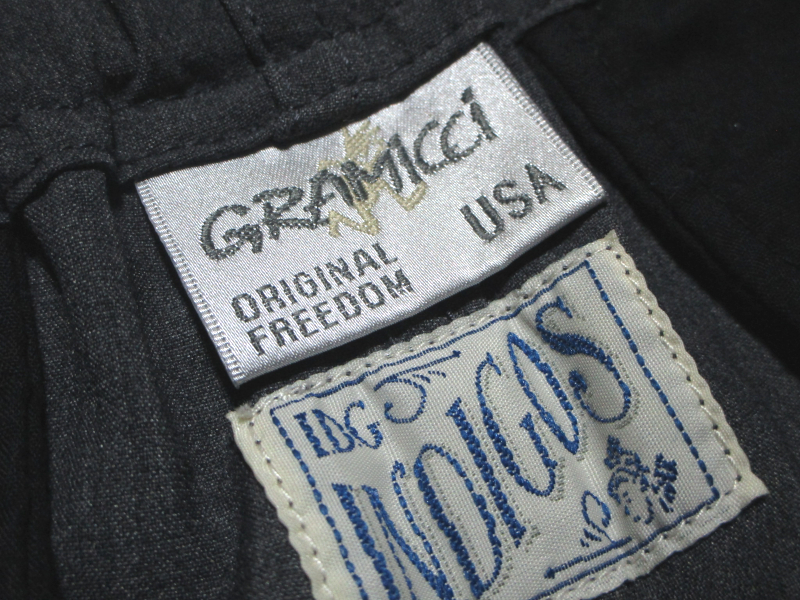 GRAMICCI
ORIGINAL
FREEDOM
USA
IDG
INDIGOS